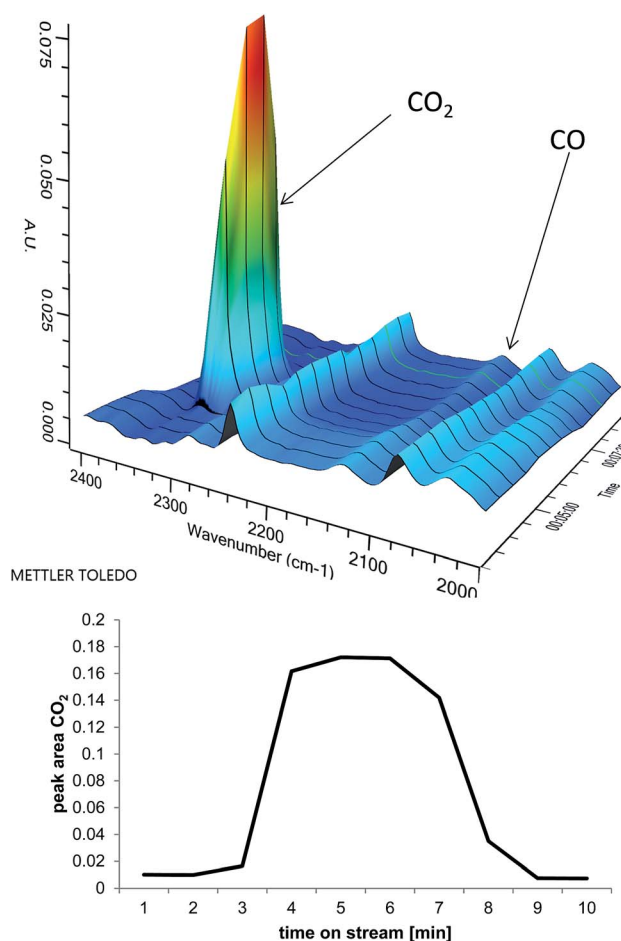 0.075
0.050
0.025
0.000
A.U.
CO₂
CO
2400
2300
2200
2100
Wavenumber (cm-1)
00:05:00
Time
METTLER TOLEDO
0.2
0.18
0.16
0.14
0.12
0.1
0.08
0.06
0.04
0.02
0
peak area CO₂
1 2 3 4 5 6 7 8 9 10
time on stream [min]